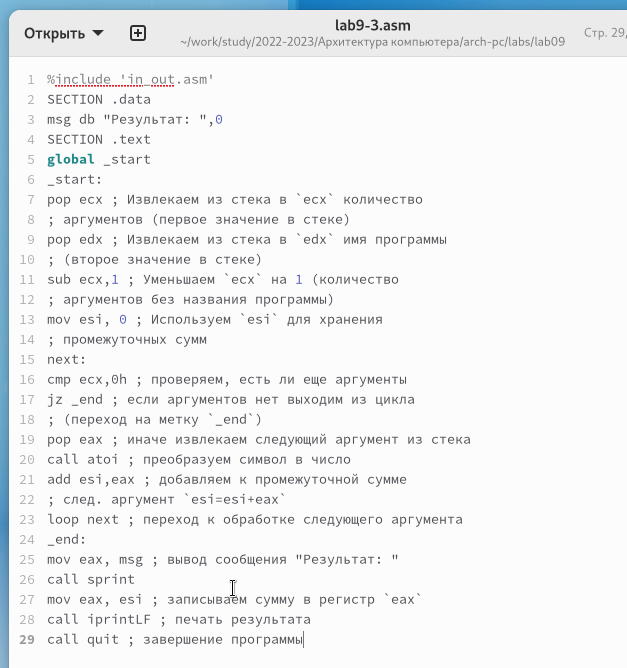 Открыть
lab9-3.asm
~/work/study/2022-2023/Архитектура компьютера/arch-pc/labs/lab09
Стр. 29,
1 %include 'in_out.asm'
2 SECTION .data
3 msg db "Результат: ",0
4 SECTION .text
5 global _start
6 _start:
7 pop ecx ; Извлекаем из стека в `ecx` количество
8 ; аргументов (первое значение в стеке)
9 pop edx ; Извлекаем из стека в `edx` имя программы
10 ; (второе значение в стеке)
11 sub ecx,1 ; Уменьшаем `ecx` на 1 (количество
12 ; аргументов без названия программы)
13 mov esi, 0 ; Используем `esi` для хранения
14 ; промежуточных сумм
15 next:
16 cmp ecx,0h ; проверяем, есть ли еще аргументы
17 jz _end ; если аргументов нет выходим из цикла
18 ; (переход на метку `_end`)
19 pop eax ; иначе извлекаем следующий аргумент из стека
20 call atoi ; преобразуем символ в число
21 add esi,eax ; добавляем к промежуточной сумме
22 ; след. аргумент `esi=esi+eax`
23 loop next ; переход к обработке следующего аргумента
24 _end:
25 mov eax, msg ; вывод сообщения "Результат: "
26 call sprint
27 mov eax, esi ; записываем сумму в регистр `eax`
28 call iprintLF ; печать результата
29 call quit ; завершение программы